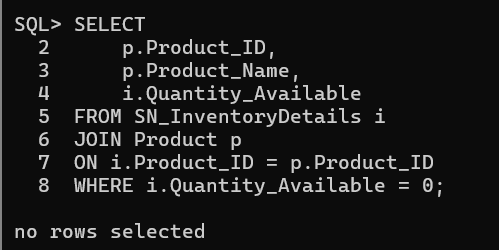 SQL> SELECT
  2      p.Product_ID,
  3      p.Product_Name,
  4      i.Quantity_Available
  5  FROM SN_InventoryDetails i
  6  JOIN Product p
  7  ON i.Product_ID = p.Product_ID
  8  WHERE i.Quantity_Available = 0;
no rows selected